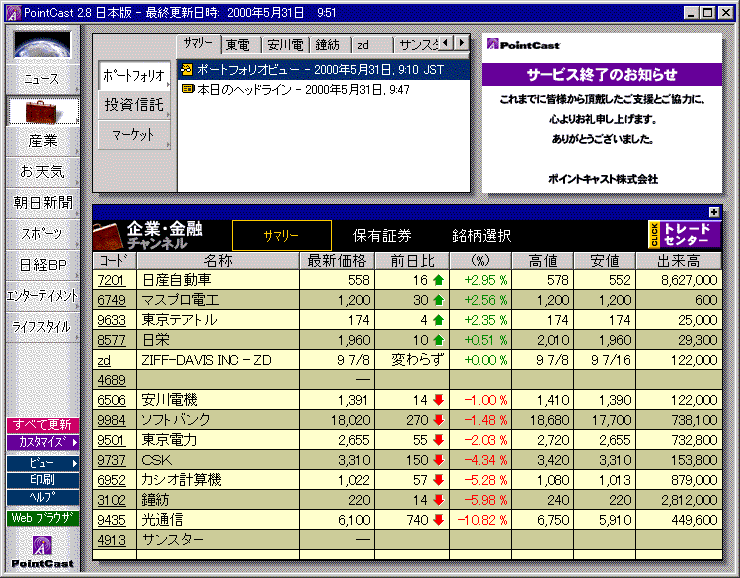 PointCast 2.8 日本版 - 最終更新日時: 2000年5月31日 9:51
ニュース
産業
お天気
朝日新聞
スポーツ
日経BP
エンターテイメント
ライフスタイル
すべて更新
カスタマイズ
ビュー
印刷
ヘルプ
Web ブラウザ
PointCast
ポートフォリオ
投資信託
マーケット
サマリー 東電 安川電 鐘紡 zd サンスタ
ポートフォリオビュー - 2000年5月31日, 9:10 JST
本日のヘッドライン - 2000年5月31日, 9:47
PointCast
サービス終了のお知らせ
これまでに皆様から頂戴したご支援とご協力に、
心よりお礼申し上げます。
ありがとうございました。
ポイントキャスト株式会社
企業・金融
チャンネル
サマリー 保有証券 銘柄選択
CLICK トレード
センター
コード 名称 最新価格 前日比 (%) 高値 安値 出来高
7201 日産自動車 558 16 +2.95 % 578 552 8,627,000
6749 マスプロ電工 1,200 30 +2.56 % 1,200 1,200 600
9633 東京テアトル 174 4 +2.35 % 174 174 25,000
8577 日栄 1,960 10 +0.51 % 2,010 1,960 29,300
zd ZIFF-DAVIS INC - ZD 9 7/8 変わらず +0.00 % 9 7/8 9 7/16 122,000
4689 —
6506 安川電機 1,391 14 -1.00 % 1,410 1,390 122,000
9984 ソフトバンク 18,020 270 -1.48 % 18,680 17,700 738,100
9501 東京電力 2,655 55 -2.03 % 2,720 2,655 732,800
9737 CSK 3,310 150 -4.34 % 3,420 3,310 153,800
6952 カシオ計算機 1,022 57 -5.28 % 1,080 1,013 879,000
3102 鐘紡 220 14 -5.98 % 240 220 2,812,000
9435 光通信 6,100 740 -10.82 % 6,750 5,910 449,600
4913 サンスター —